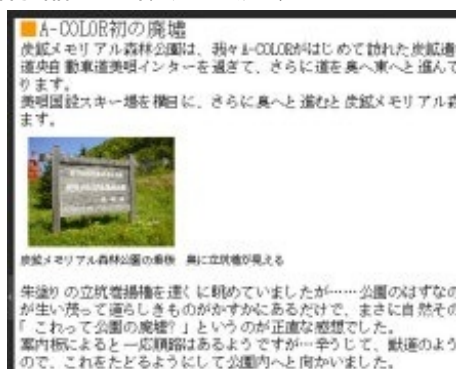 ■A-COLOR初の廃墟
炭鉱メモリアル森林公園は、我々A-COLORがはじめて訪れた炭鉱遺
道央自動車道美唄インターを過ぎて、さらに道を奥へ東へと進んで
ります。
美唄国設スキー場を横目に、さらに奥へと進むと炭鉱メモリアル森
ます。
炭鉱メモリアル森林公園の看板 奥に立坑櫓が見える
朱塗りの立坑巻揚櫓を遠くに眺めていましたが……公園のはずなの
が生い茂って道らしきものがかすかにあるだけで、まさに自然その
「これって公園の廃墟?」というのが正直な感想でした。
案内板によると一応順路はあるようですが…辛うじて、獣道のよう
ので、これをたどるようにして公園内へと向かいました。